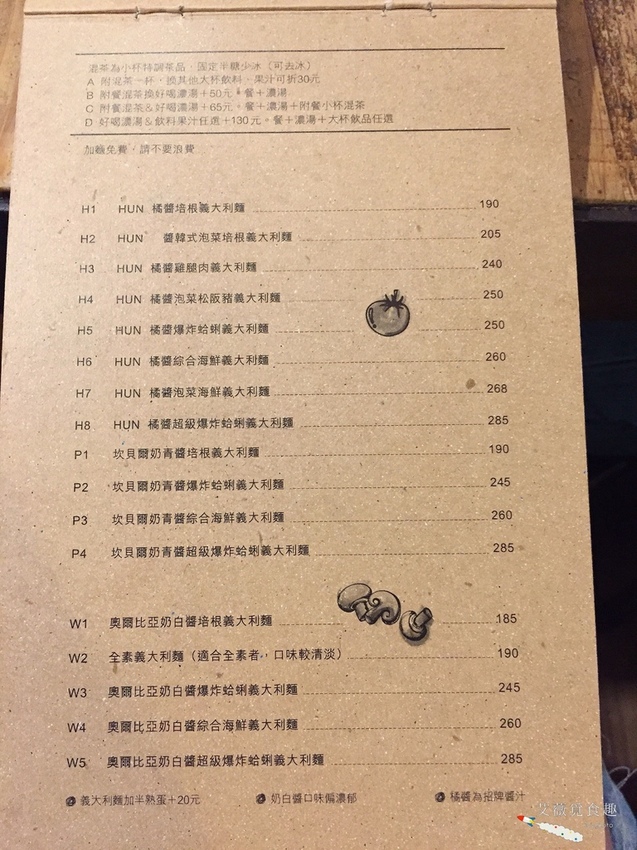 混茶為小杯特調茶品，固定半糖少冰（可去冰）
A 附混茶一杯，換其他大杯飲料、果汁可折30元
B 附餐混茶換好喝濃湯＋50元，餐＋濃湯
C 附餐混茶＆好喝濃湯＋65元，餐＋濃湯＋附餐小杯混茶
D 好喝濃湯＆飲料果汁任選＋130元，餐＋濃湯＋大杯飲品任選
加麵免費，請不要浪費
H1 HUN 橘醬培根義大利麵 190
H2 HUN 醬韓式泡菜培根義大利麵 205
H3 HUN 橘醬雞腿肉義大利麵 240
H4 HUN 橘醬泡菜松阪豬義大利麵 250
H5 HUN 橘醬爆炸蛤蜊義大利麵 250
H6 HUN 橘醬綜合海鮮義大利麵 260
H7 HUN 橘醬泡菜海鮮義大利麵 268
H8 HUN 橘醬超級爆炸蛤蜊義大利麵 285
P1 坎貝爾奶青醬培根義大利麵 190
P2 坎貝爾奶青醬爆炸蛤蜊義大利麵 245
P3 坎貝爾奶青醬綜合海鮮義大利麵 260
P4 坎貝爾奶青醬超級爆炸蛤蜊義大利麵 285
W1 奧爾比亞奶白醬培根義大利麵 185
W2 全素義大利麵（適合全素者，口味較清淡） 190
W3 奧爾比亞奶白醬爆炸蛤蜊義大利麵 245
W4 奧爾比亞奶白醬綜合海鮮義大利麵 260
W5 奧爾比亞奶白醬超級爆炸蛤蜊義大利麵 285
義大利麵加半熟蛋＋20元 奶白醬口味偏濃郁 橘醬為招牌醬汁